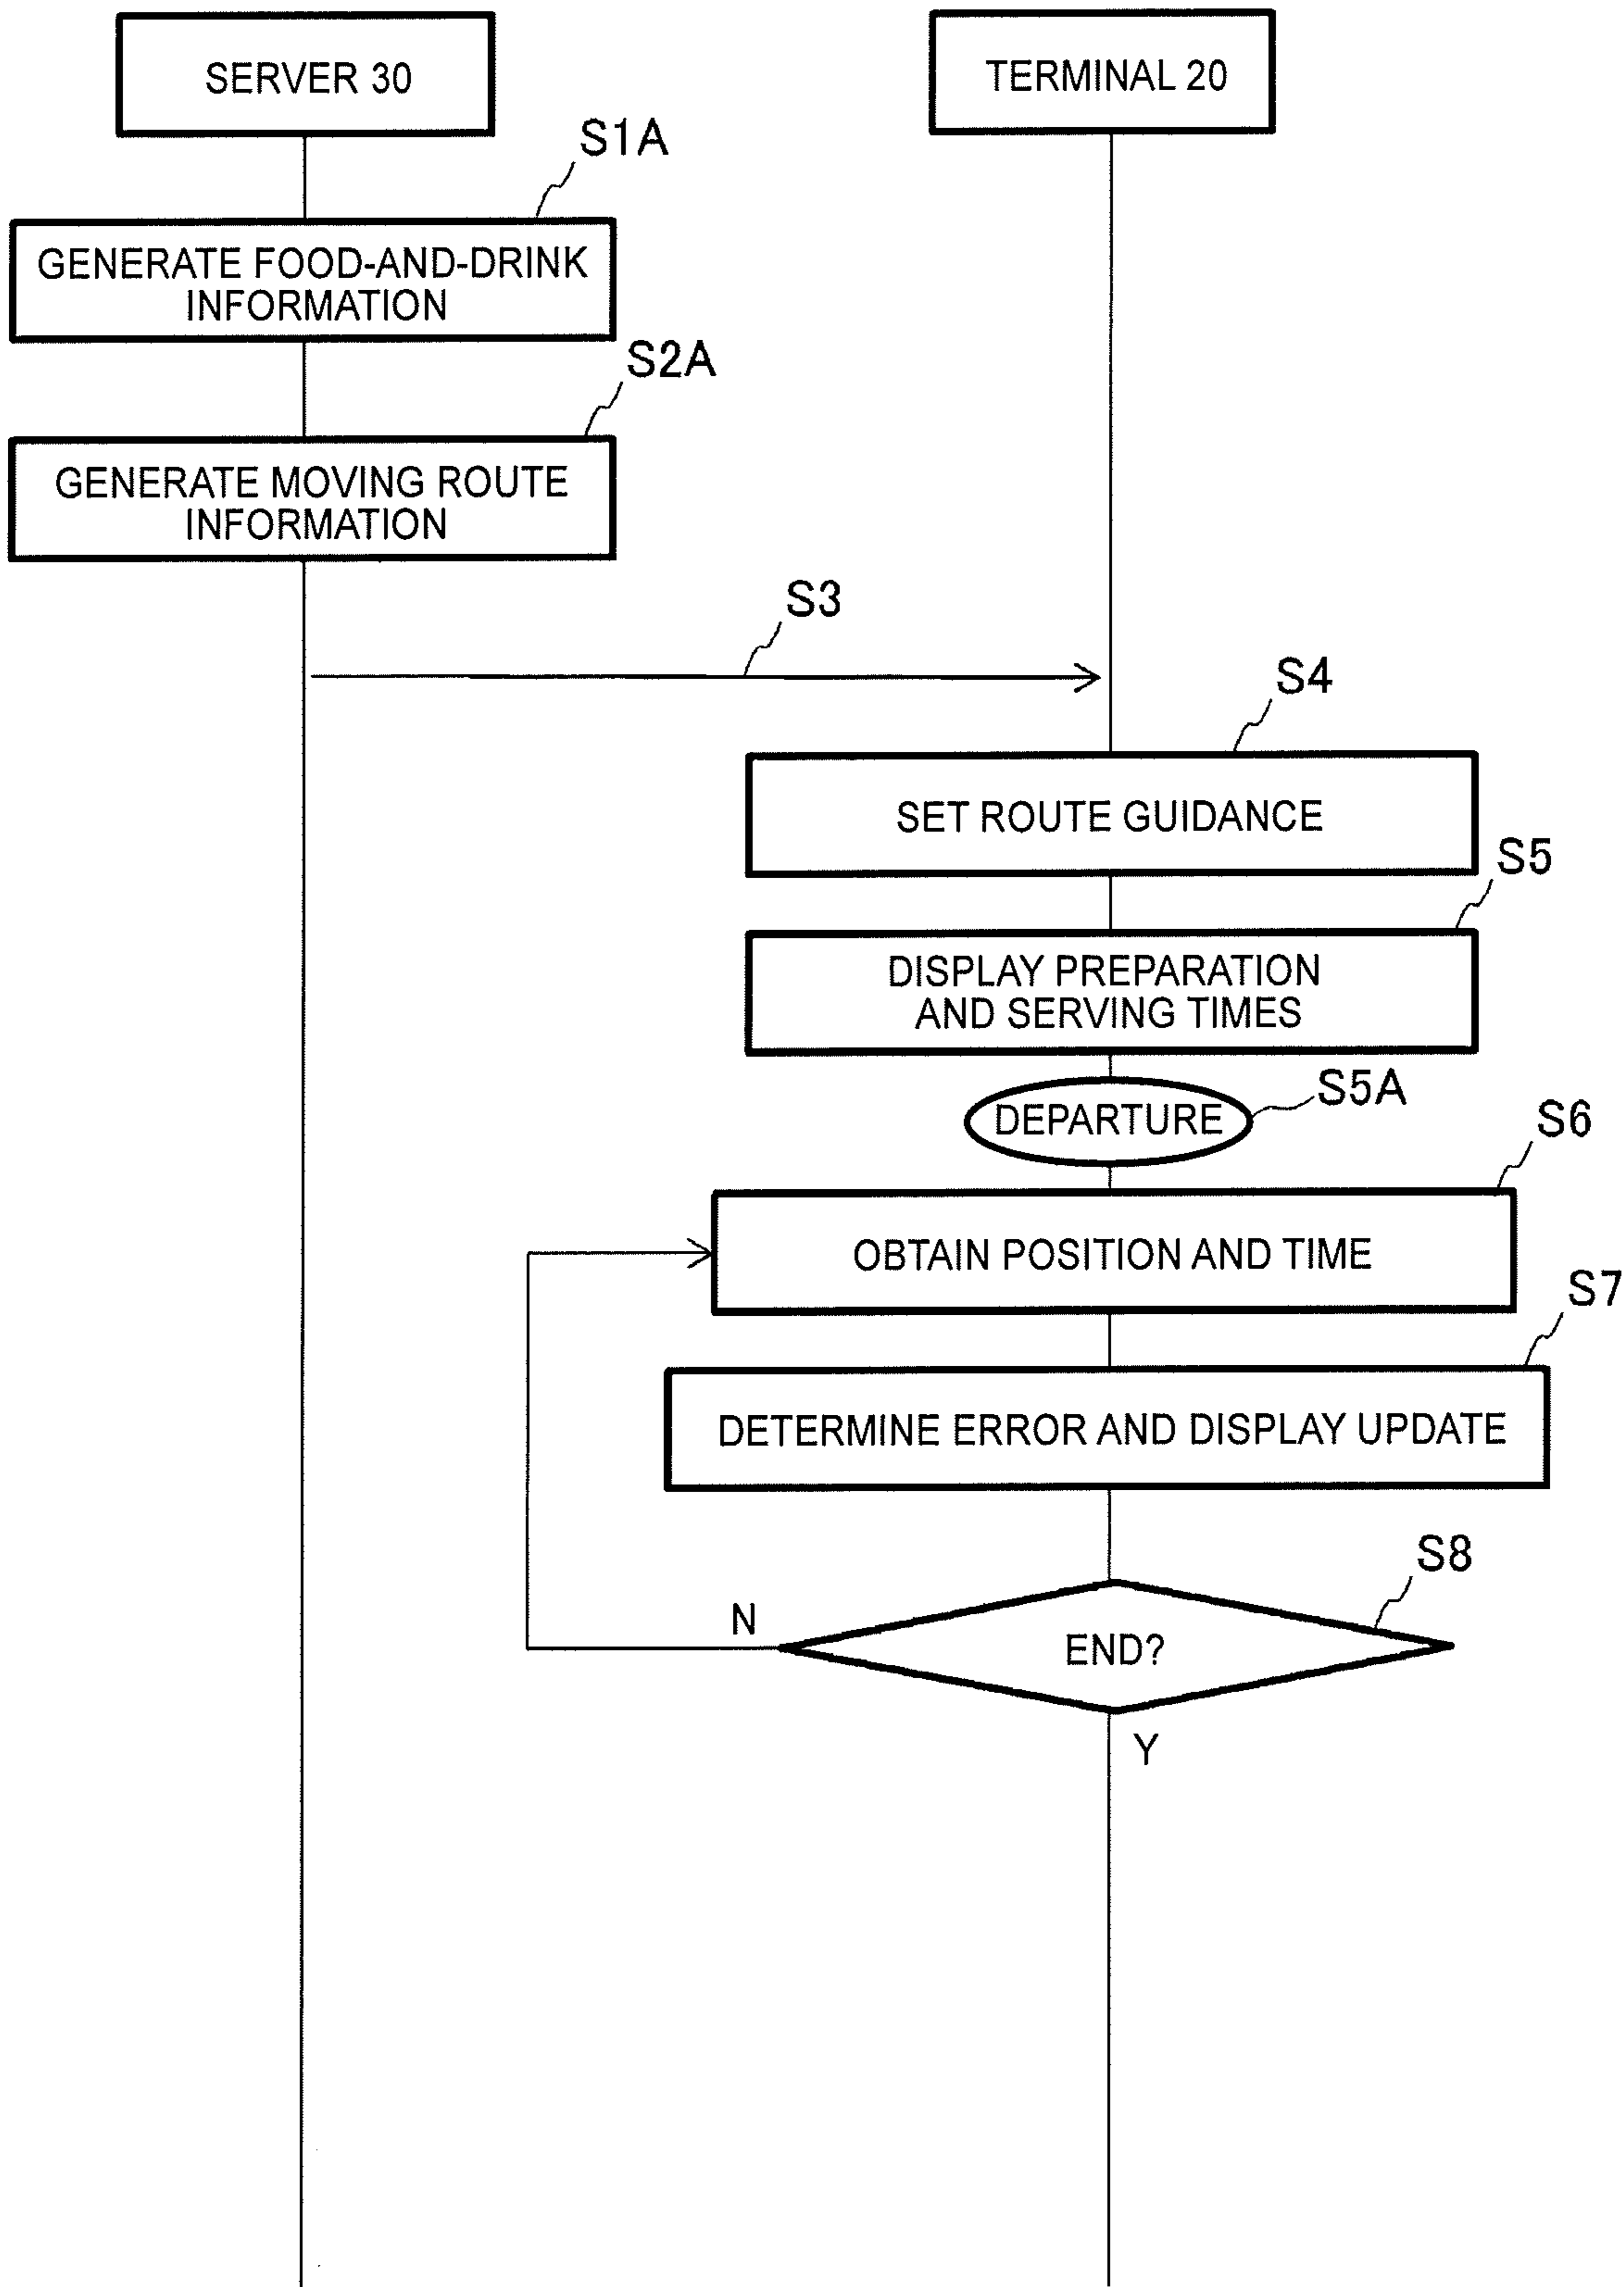 SERVER 30
TERMINAL 20
S1A
GENERATE FOOD-AND-DRINK
INFORMATION
S2A
GENERATE MOVING ROUTE
INFORMATION
S3
S4
SET ROUTE GUIDANCE
S5
DISPLAY PREPARATION
AND SERVING TIMES
DEPARTURE
S5A
S6
OBTAIN POSITION AND TIME
S7
DETERMINE ERROR AND DISPLAY UPDATE
S8
N
END?
Y